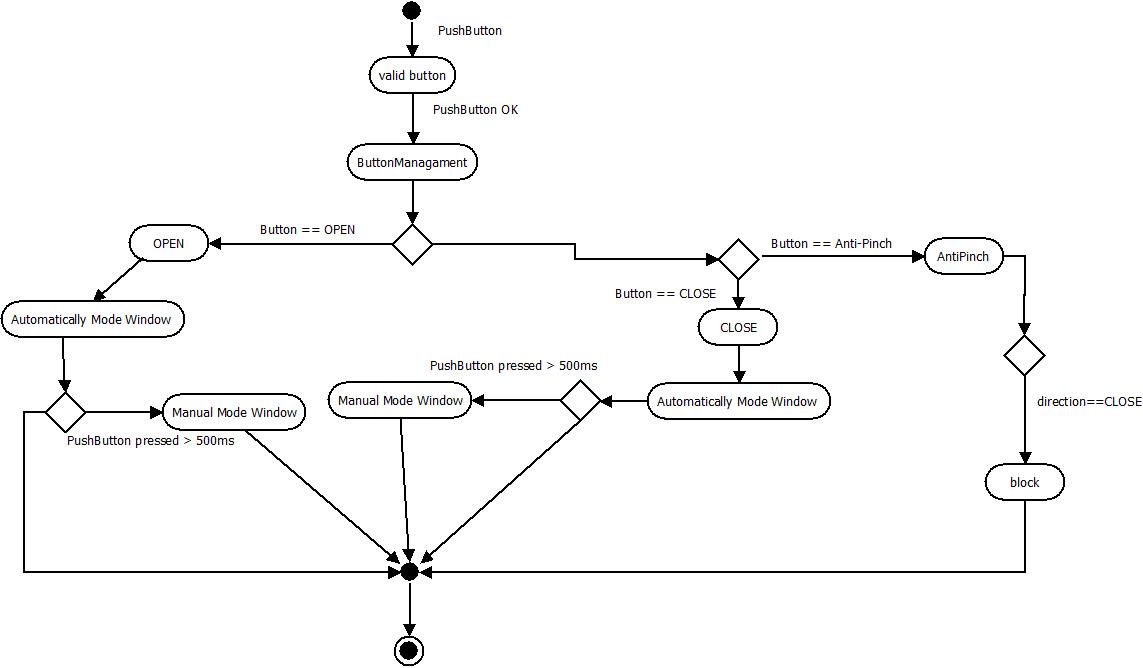 PushButton
valid button
PushButton OK
ButtonManagament
Button == OPEN
OPEN
Button == Anti-Pinch
AntiPinch
Button == CLOSE
Automatically Mode Window
CLOSE
PushButton pressed > 500ms
Manual Mode Window
Automatically Mode Window
direction==CLOSE
Manual Mode Window
PushButton pressed > 500ms
block